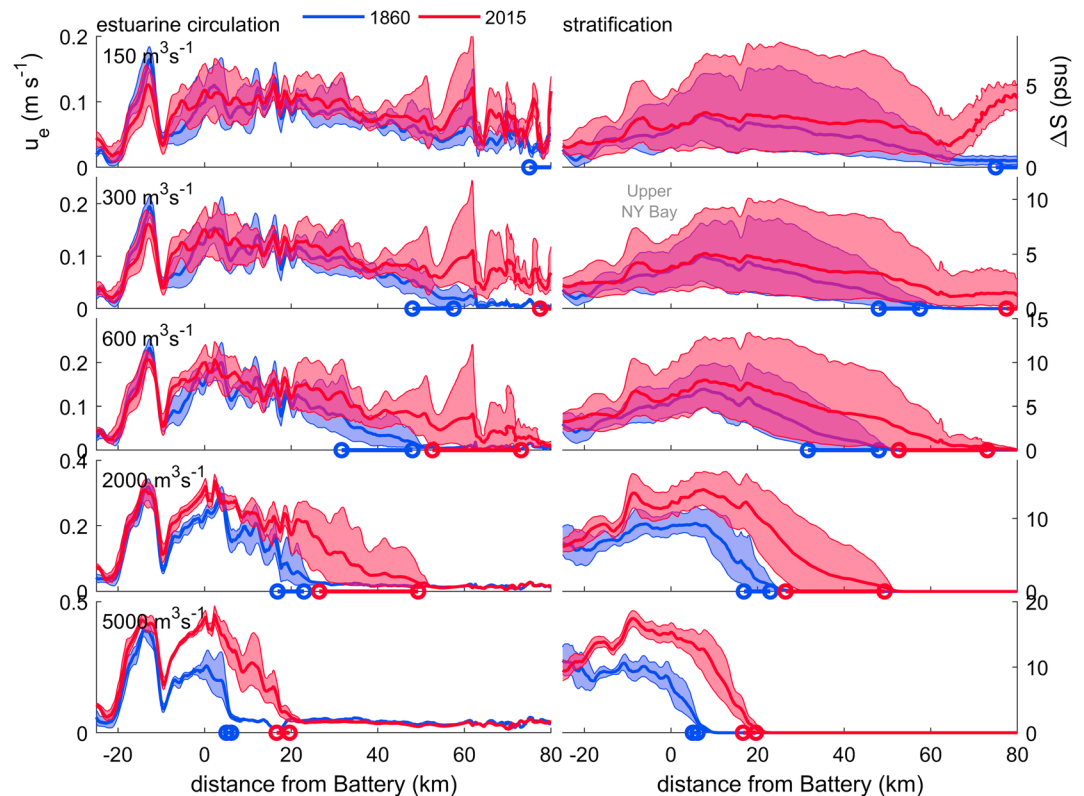 estuarine circulation
1860
2015
stratification
0.2
150 m³s⁻¹
0.1
0
uₑ (m s⁻¹)
5
0
ΔS (psu)
300 m³s⁻¹
0.2
0.1
0
Upper
NY Bay
10
5
0
600 m³s⁻¹
0.2
0.1
0
15
10
5
0
2000 m³s⁻¹
0.4
0.2
0
10
0
5000 m³s⁻¹
0.5
0
20
10
0
-20 0 20 40 60 80
-20 0 20 40 60 80
distance from Battery (km)
distance from Battery (km)